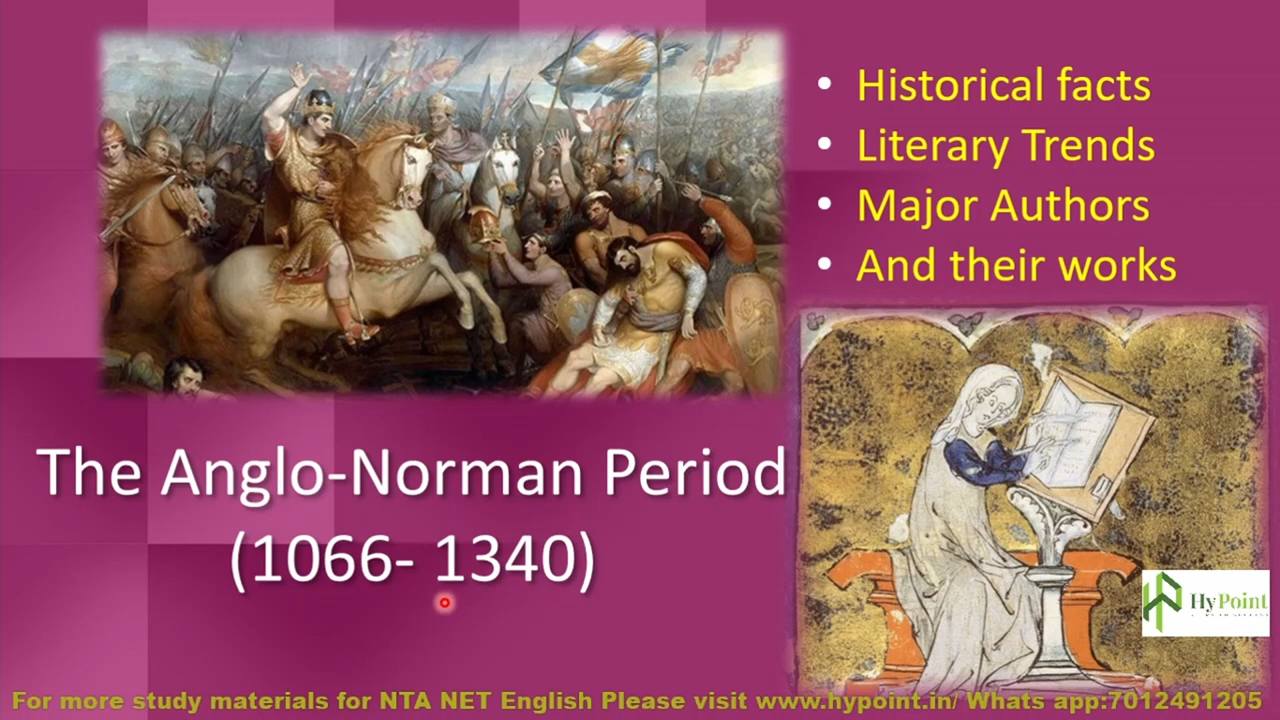 • Historical facts
• Literary Trends
• Major Authors
• And their works
The Anglo-Norman Period
(1066- 1340)
HyPoint
For more study materials for NTA NET English Please visit www.hypoint.in/ Whats app:7012491205